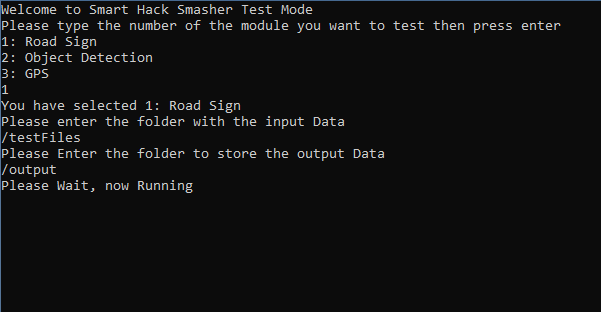 Welcome to Smart Hack Smasher Test Mode
Please type the number of the module you want to test then press enter
1: Road Sign
2: Object Detection
3: GPS
1
You have selected 1: Road Sign
Please enter the folder with the input Data
/testFiles
Please Enter the folder to store the output Data
/output
Please Wait, now Running